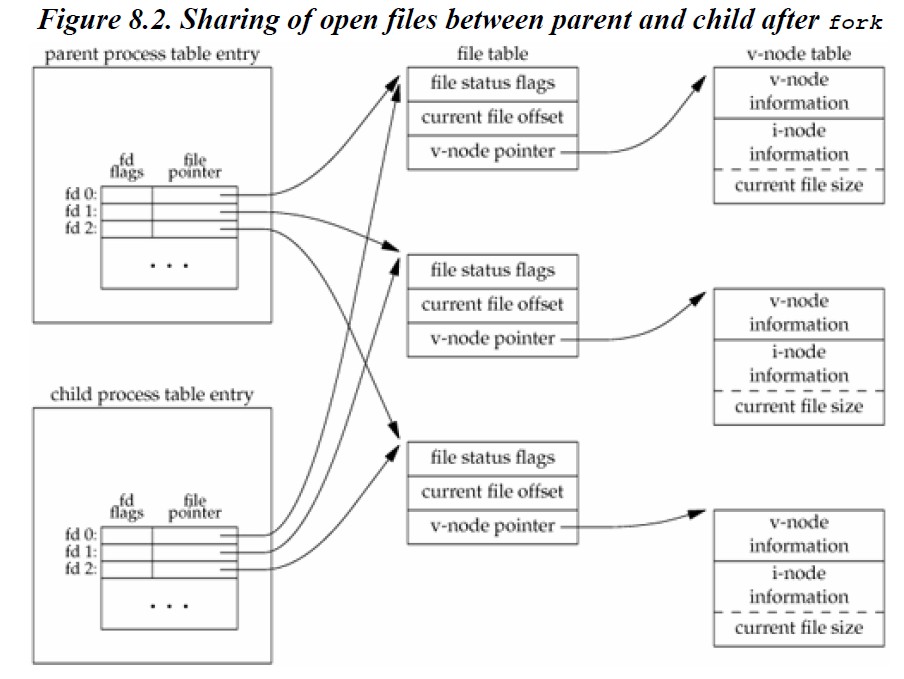 Figure 8.2. Sharing of open files between parent and child after fork
parent process table entry
fd
flags
file
pointer
fd 0:
fd 1:
fd 2:
. . .
child process table entry
fd
flags
file
pointer
fd 0:
fd 1:
fd 2:
. . .
file table
file status flags
current file offset
v-node pointer
file status flags
current file offset
v-node pointer
file status flags
current file offset
v-node pointer
v-node table
v-node
information
i-node
information
current file size
v-node
information
i-node
information
current file size
v-node
information
i-node
information
current file size